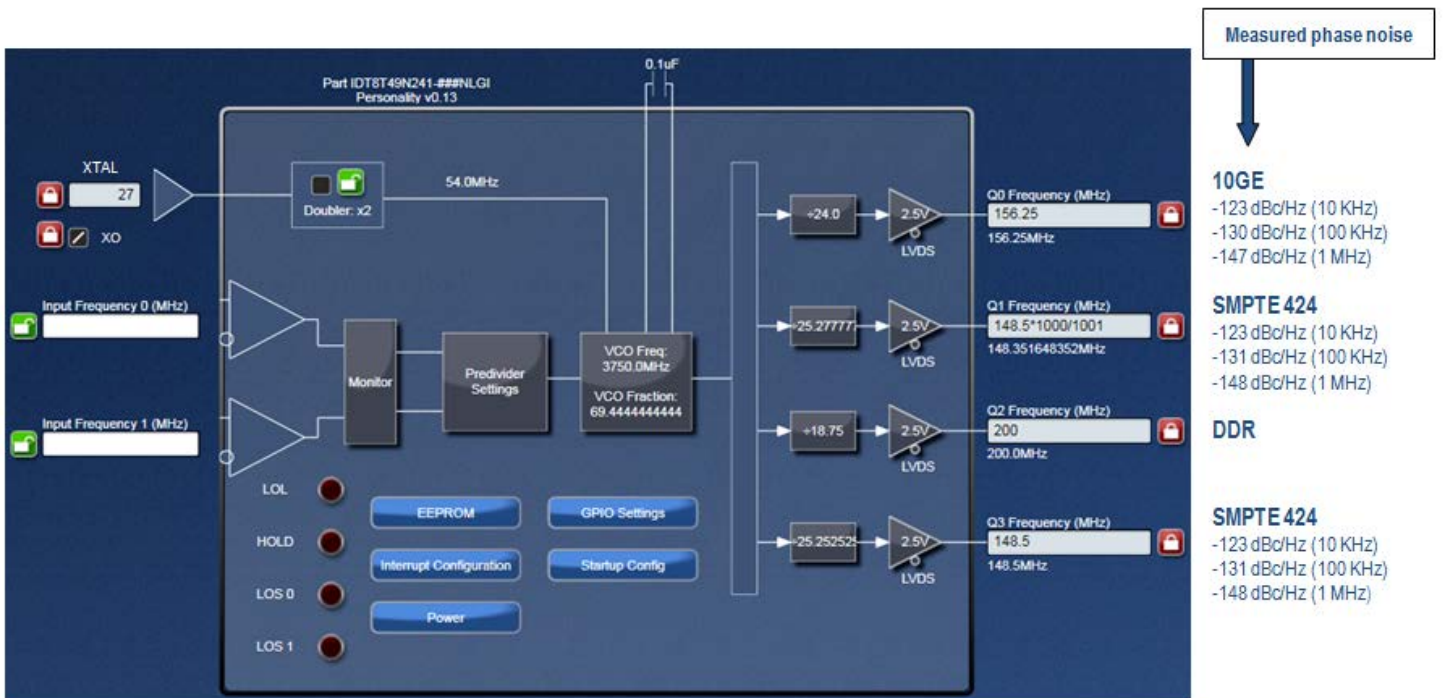 Measured phase noise
Part IDT8T49N241-###NLGI
Personality v0.13
0.1uF
XTAL
27
XO
Doubler: x2
54.0MHz
Input Frequency 0 (MHz)
Input Frequency 1 (MHz)
Monitor
Predivider
Settings
VCO Freq:
3750.0MHz
VCO Fraction:
69.4444444444
÷24.0
2.5V
LVDS
Q0 Frequency (MHz)
156.25
156.25MHz
÷25.27777
2.5V
LVDS
Q1 Frequency (MHz)
148.5*1000/1001
148.351648352MHz
÷18.75
2.5V
LVDS
Q2 Frequency (MHz)
200
200.0MHz
÷25.252525
2.5V
LVDS
Q3 Frequency (MHz)
148.5
148.5MHz
LOL
HOLD
LOS 0
LOS 1
EEPROM
GPIO Settings
Interrupt Configuration
Startup Config
Power
10GE
-123 dBc/Hz (10 KHz)
-130 dBc/Hz (100 KHz)
-147 dBc/Hz (1 MHz)
SMPTE 424
-123 dBc/Hz (10 KHz)
-131 dBc/Hz (100 KHz)
-148 dBc/Hz (1 MHz)
DDR
SMPTE 424
-123 dBc/Hz (10 KHz)
-131 dBc/Hz (100 KHz)
-148 dBc/Hz (1 MHz)